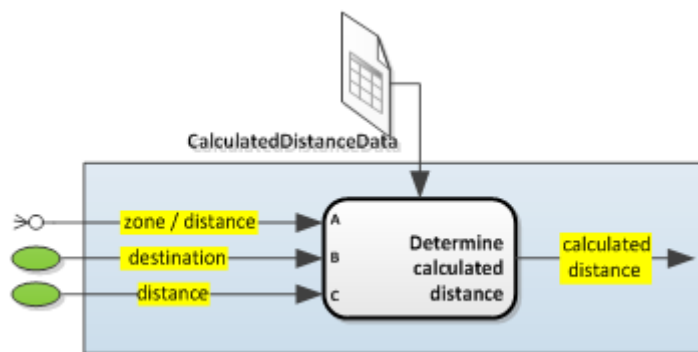 CalculatedDistanceData
zone / distance
A
destination
B
distance
C
Determine
calculated
distance
calculated
distance